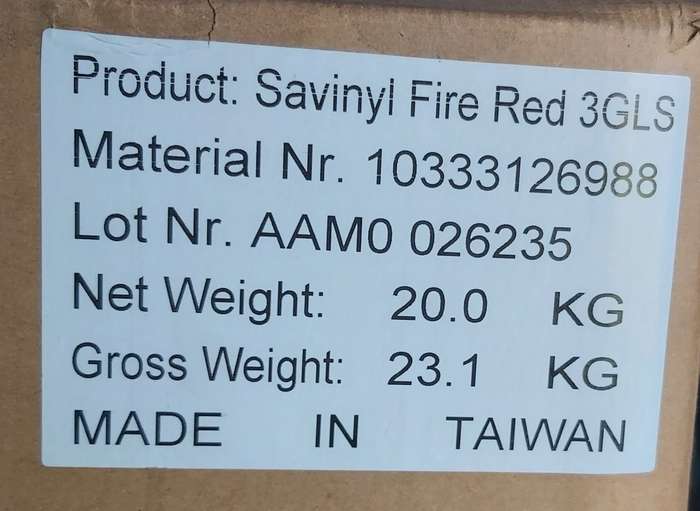 Product: Savinyl Fire Red 3GLS
Material Nr. 10333126988
Lot Nr. AAM0 026235
Net Weight: 20.0 KG
Gross Weight: 23.1 KG
MADE IN TAIWAN